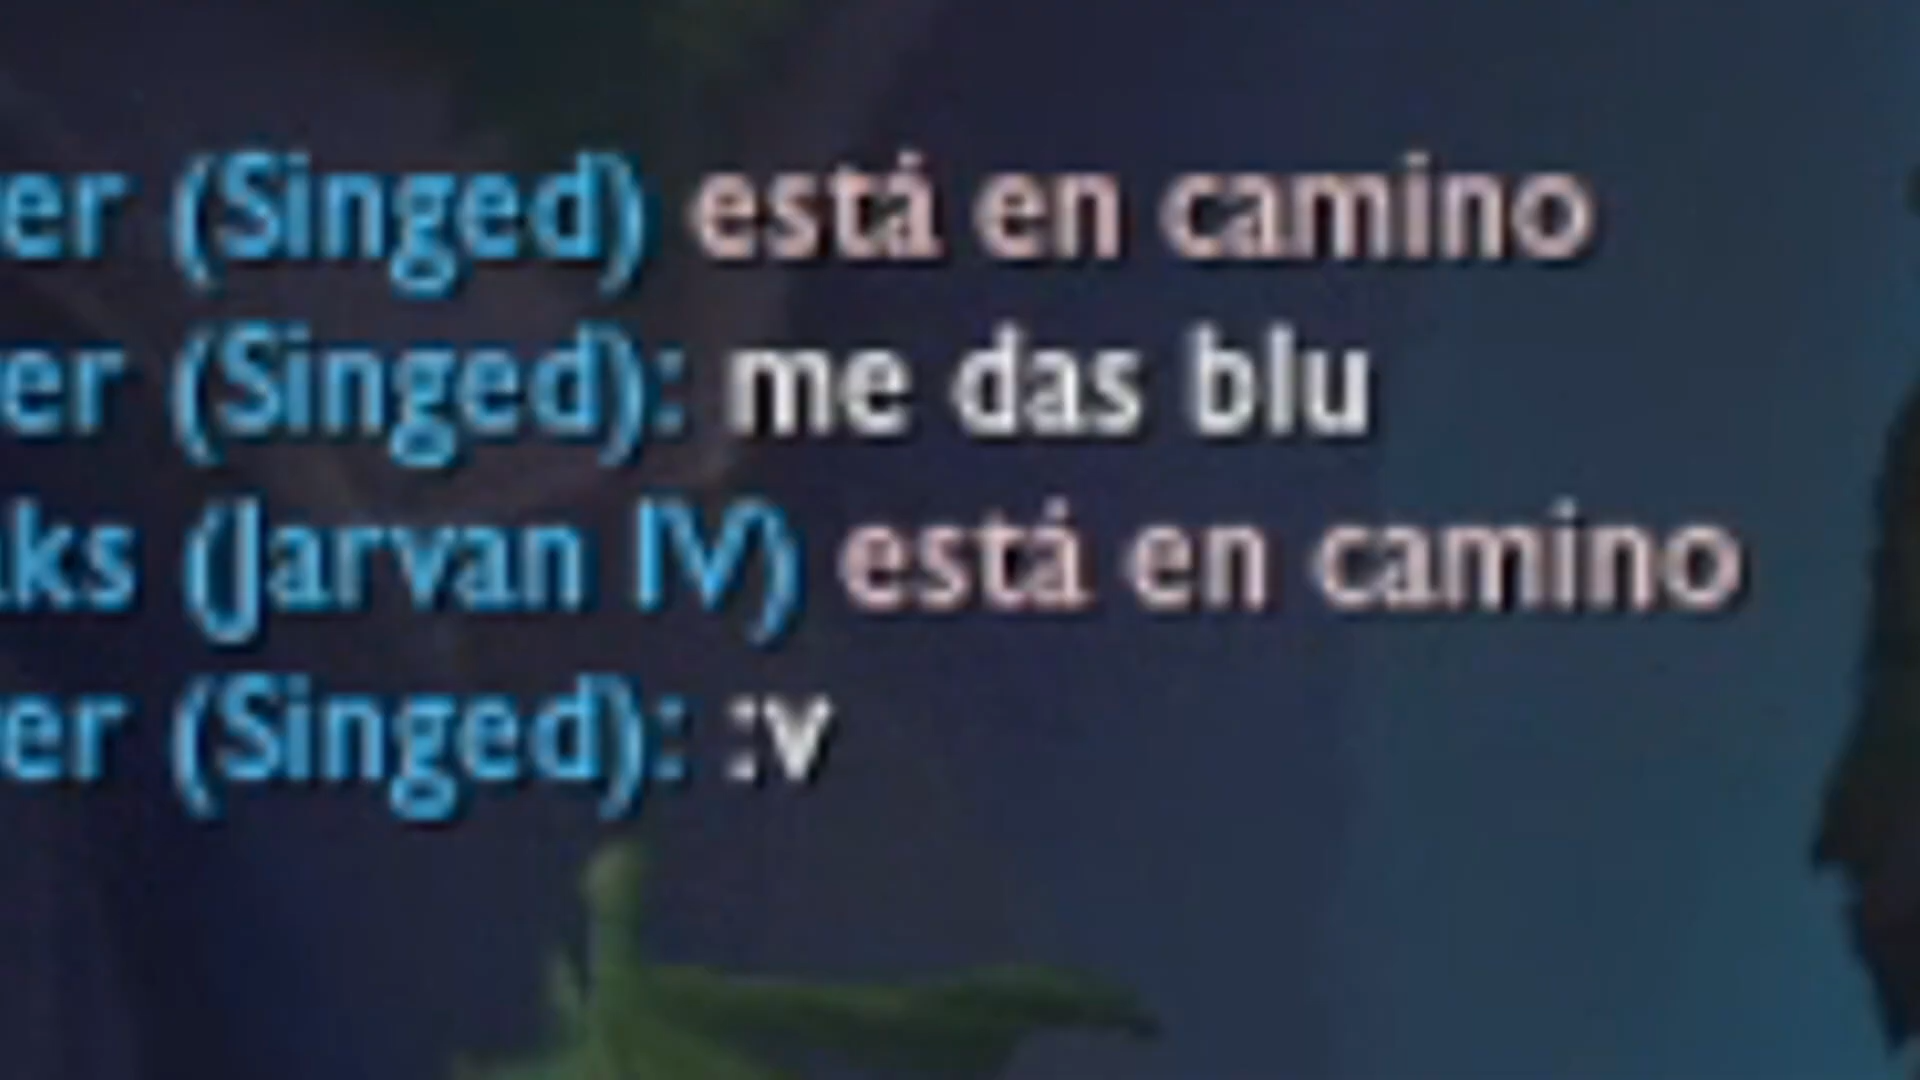 er (Singed) está en camino
er (Singed): me das blu
ks (Jarvan IV) está en camino
er (Singed): :v